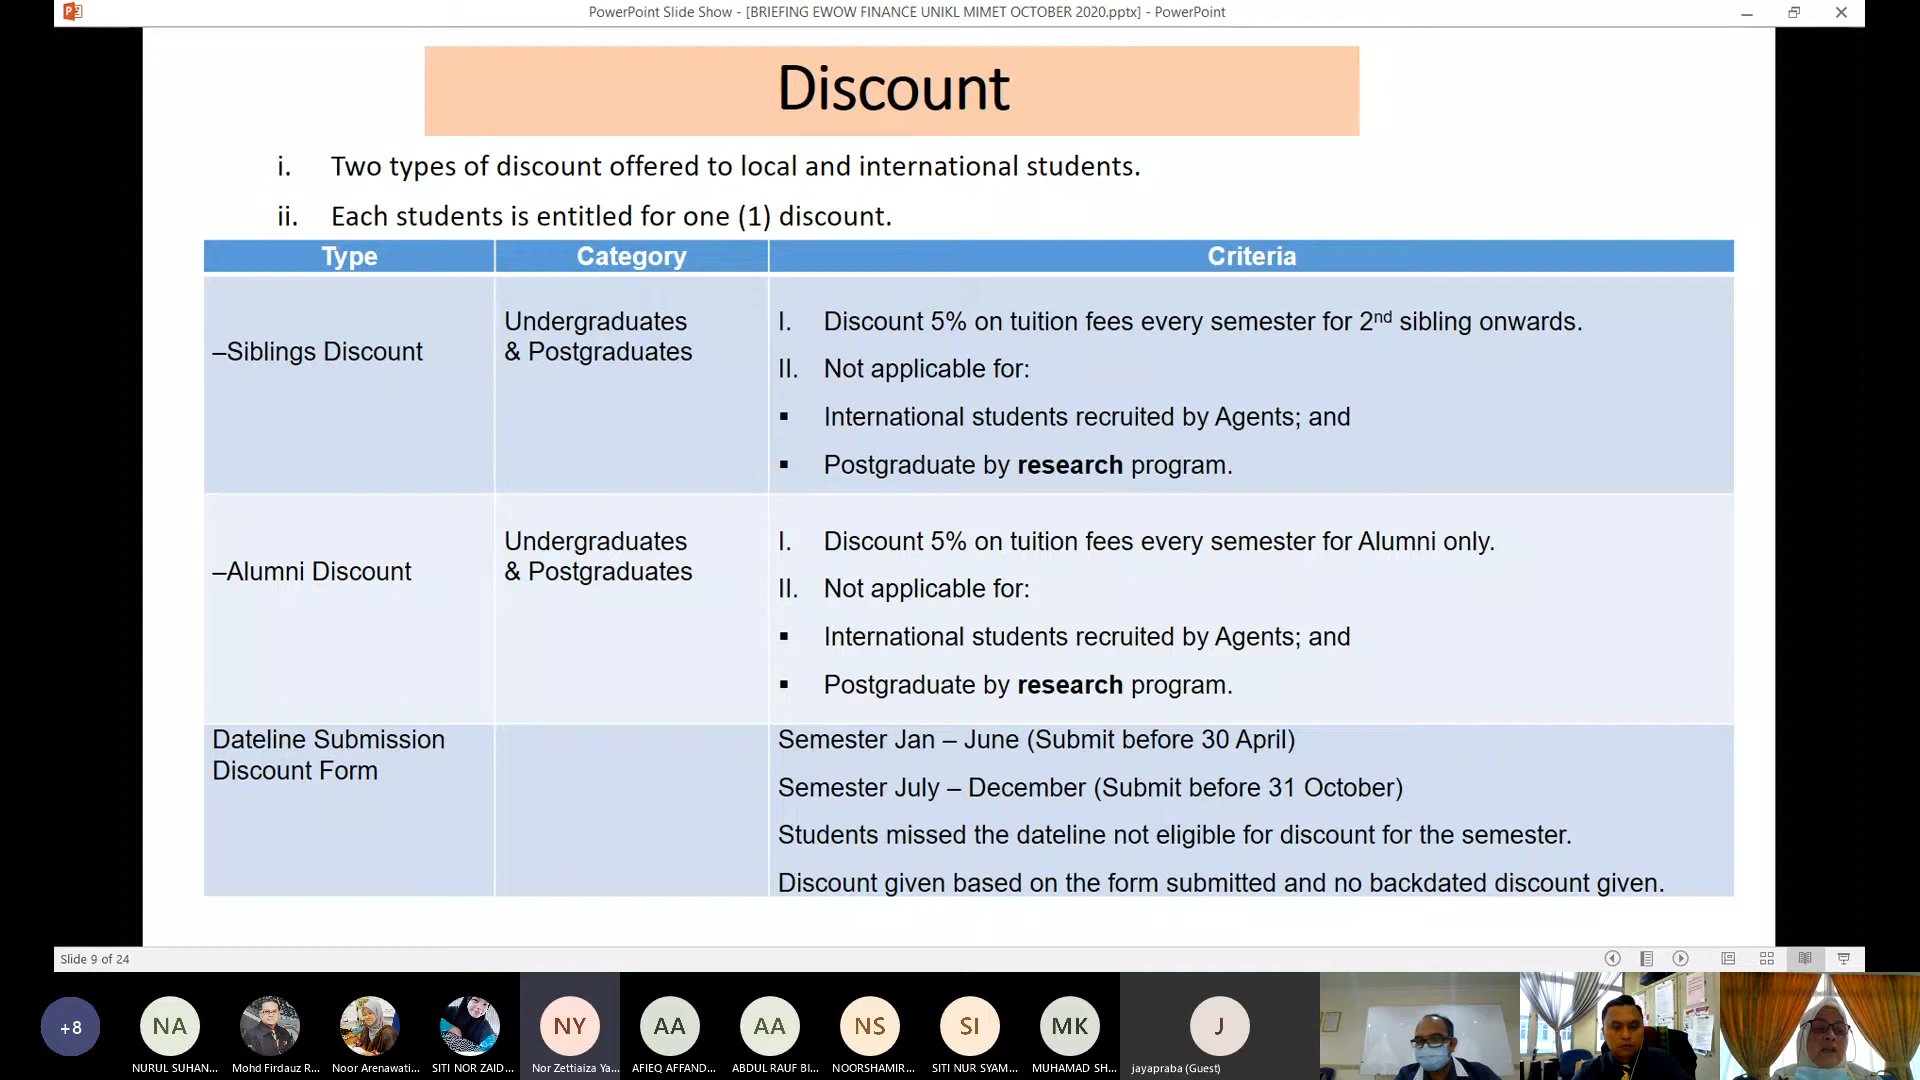 PowerPoint Slide Show - [BRIEFING EWOW FINANCE UNIKL MIMET OCTOBER 2020.pptx] - PowerPoint
Discount
i. Two types of discount offered to local and international students.
ii. Each students is entitled for one (1) discount.
Type Category Criteria
–Siblings Discount
Undergraduates
& Postgraduates
I. Discount 5% on tuition fees every semester for 2nd sibling onwards.
II. Not applicable for:
▪ International students recruited by Agents; and
▪ Postgraduate by research program.
–Alumni Discount
Undergraduates
& Postgraduates
I. Discount 5% on tuition fees every semester for Alumni only.
II. Not applicable for:
▪ International students recruited by Agents; and
▪ Postgraduate by research program.
Dateline Submission
Discount Form
Semester Jan – June (Submit before 30 April)
Semester July – December (Submit before 31 October)
Students missed the dateline not eligible for discount for the semester.
Discount given based on the form submitted and no backdated discount given.
Slide 9 of 24
+8 NA NY AA AA NS SI MK J
NURUL SUHAN... Mohd Firdauz R... Noor Arenawati... SITI NOR ZAID... Nor Zettiaiza Ya... AFIEQ AFFAND... ABDUL RAUF BI... NOORSHAMIR... SITI NUR SYAM... MUHAMAD SH... jayapraba (Guest)